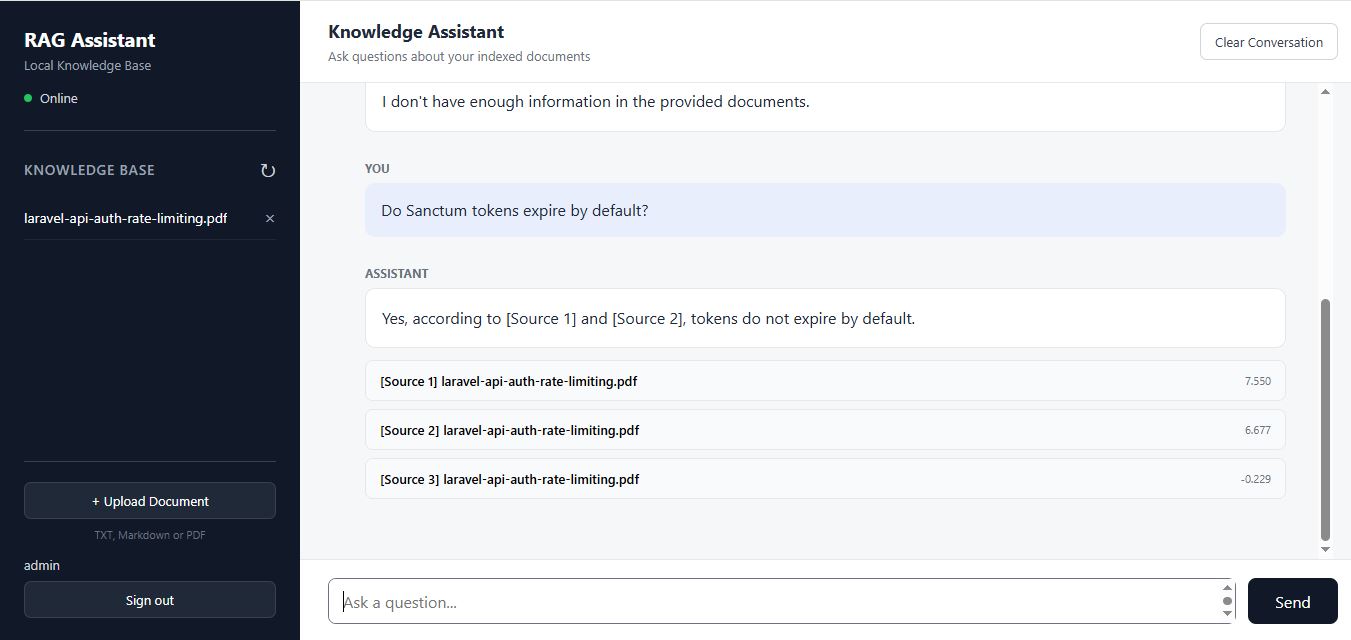 RAG Assistant
Local Knowledge Base
Online
KNOWLEDGE BASE
laravel-api-auth-rate-limiting.pdf
+ Upload Document
TXT, Markdown or PDF
admin
Sign out
Knowledge Assistant
Ask questions about your indexed documents
Clear Conversation
I don't have enough information in the provided documents.
YOU
Do Sanctum tokens expire by default?
ASSISTANT
Yes, according to [Source 1] and [Source 2], tokens do not expire by default.
[Source 1] laravel-api-auth-rate-limiting.pdf 7.550
[Source 2] laravel-api-auth-rate-limiting.pdf 6.677
[Source 3] laravel-api-auth-rate-limiting.pdf -0.229
Ask a question...
Send